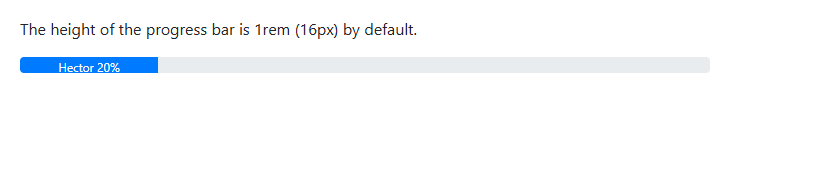 The height of the progress bar is 1rem (16px) by default.
Hector 20%